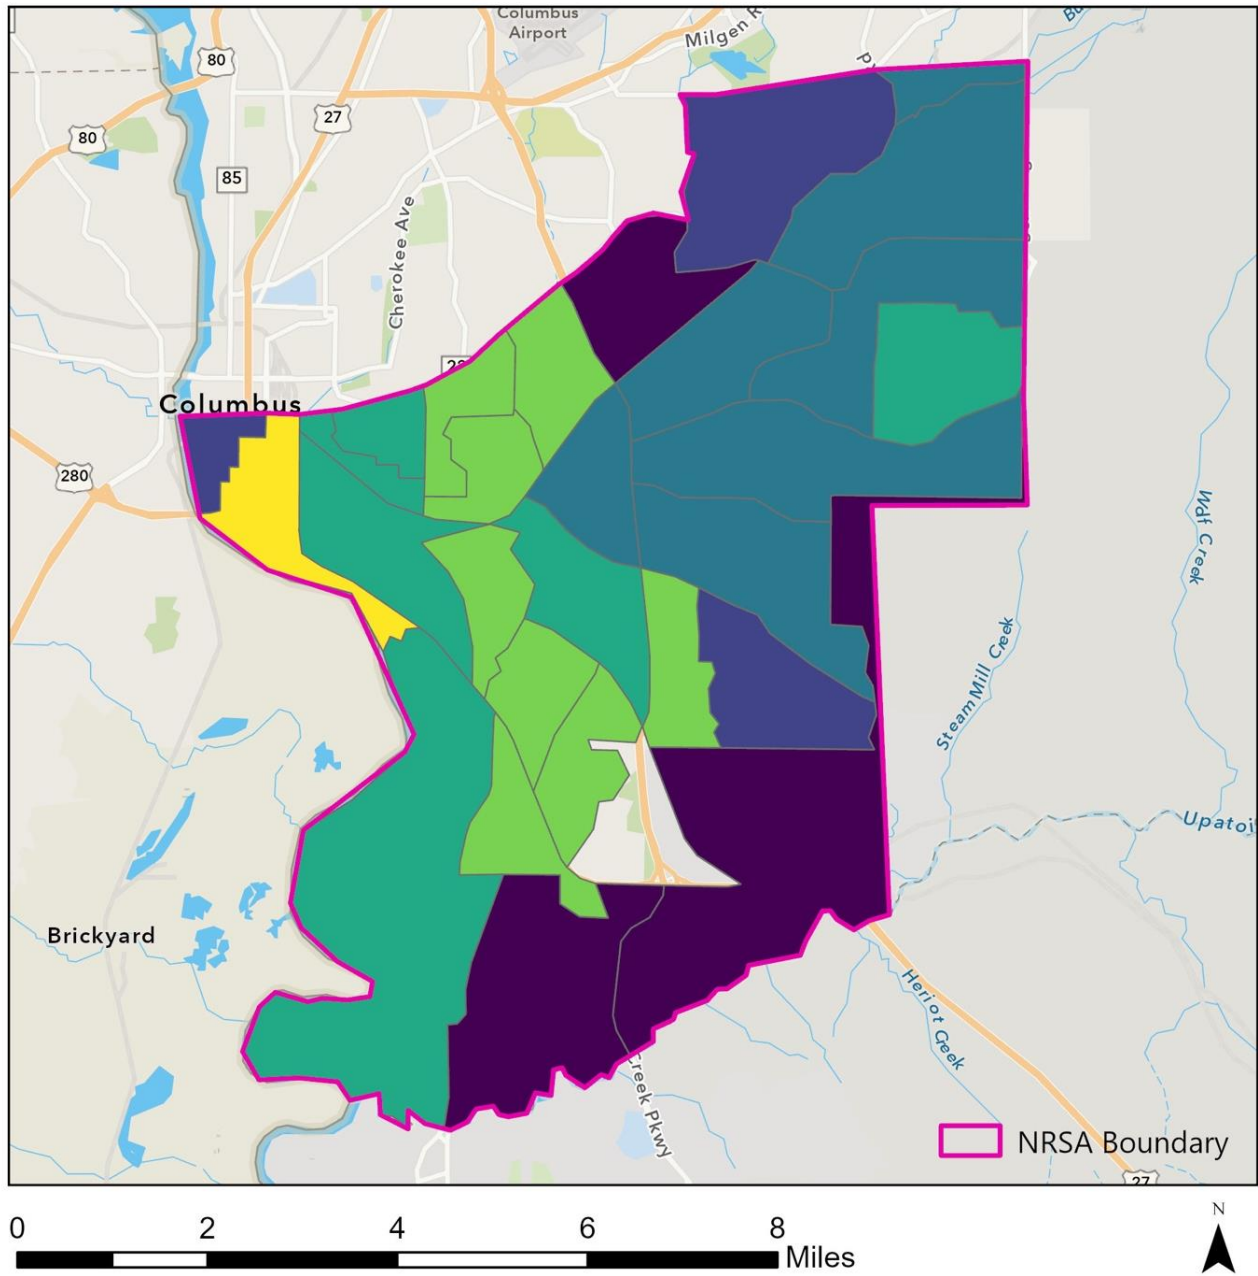 Columbus
Airport
Milgen R
80
27
80
85
Cherokee Ave
Columbus
280
Wolf Creek
Steam Mill Creek
Upatoi
Brickyard
Heriot Creek
Creek Pkwy
NRSA Boundary
27
0 2 4 6 8 Miles
N